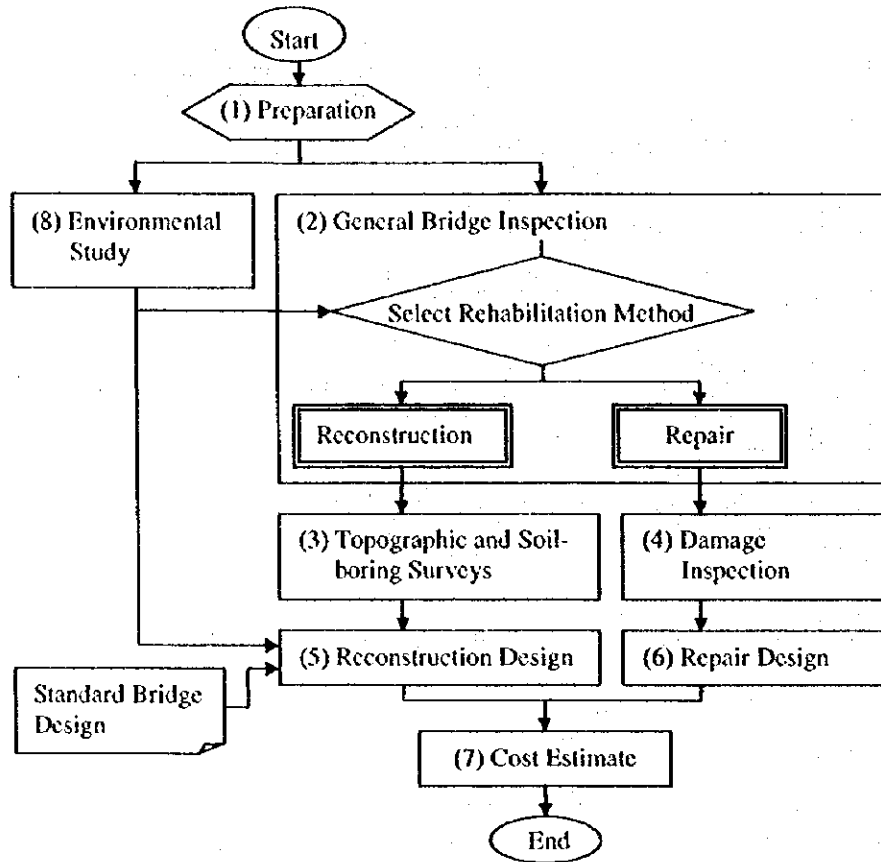 Start
(1) Preparation
(8) Environmental
Study
(2) General Bridge Inspection
Select Rehabilitation Method
Reconstruction
Repair
(3) Topographic and Soil-
boring Surveys
(4) Damage
Inspection
(5) Reconstruction Design
(6) Repair Design
Standard Bridge
Design
(7) Cost Estimate
End